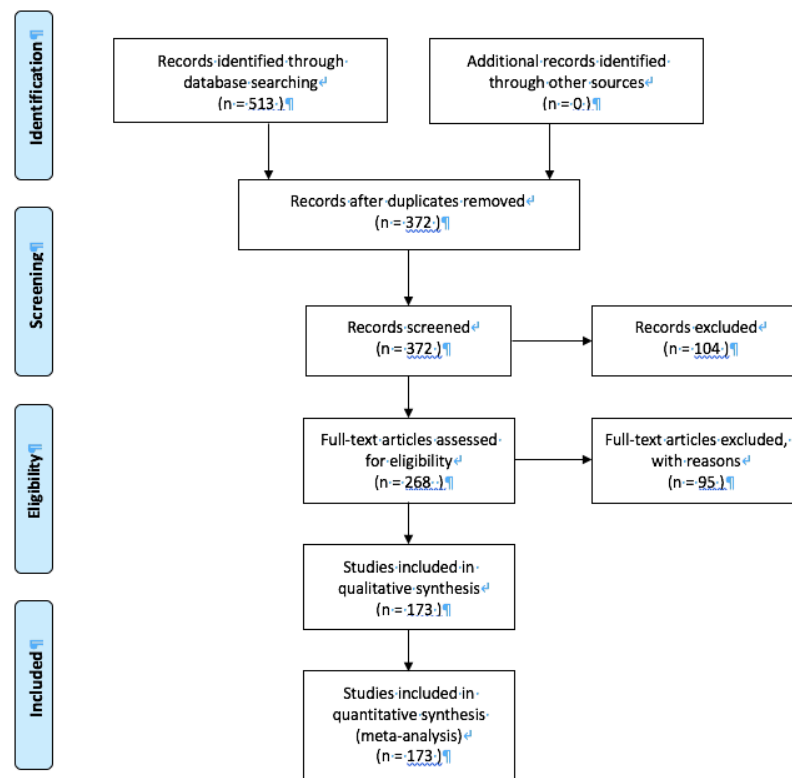 Identification¶
Records·identified·through·
database·searching↵
(n·=·513·)¶
Additional·records·identified·
through·other·sources↵
(n·=·0·)¶
Records·after·duplicates·removed↵
(n·=·372·)¶
Screening¶
Records·screened↵
(n·=·372·)¶
Records·excluded↵
(n·=·104·)¶
Eligibility¶
Full-text·articles·assessed·
for·eligibility↵
(n·=·268··)¶
Full-text·articles·excluded,·
with·reasons↵
(n·=·95·)¶
Studies·included·in·
qualitative·synthesis↵
(n·=·173·)¶
Included¶
Studies·included·in·
quantitative·synthesis·
(meta-analysis)↵
(n·=·173·)¶